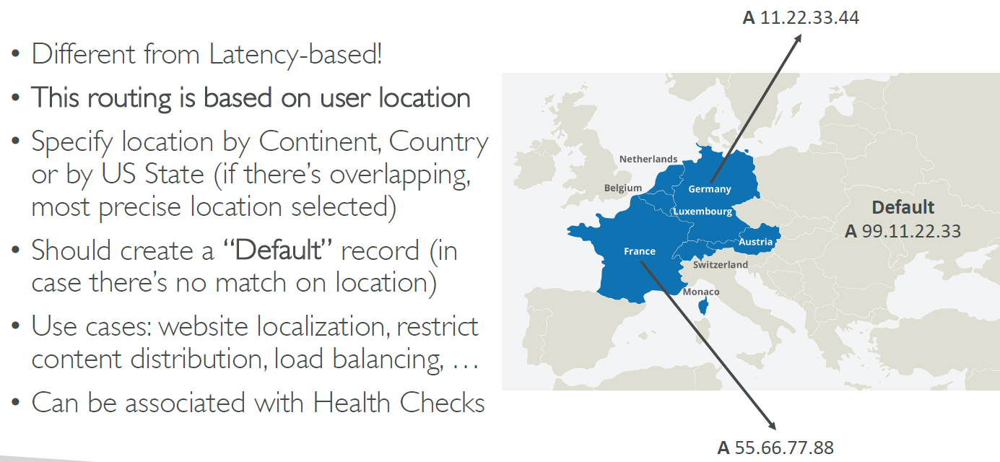 • Different from Latency-based!
• This routing is based on user location
• Specify location by Continent, Country
or by US State (if there’s overlapping,
most precise location selected)
• Should create a “Default” record (in
case there’s no match on location)
• Use cases: website localization, restrict
content distribution, load balancing, …
• Can be associated with Health Checks
A 11.22.33.44
Netherlands
Belgium
Germany
Luxembourg
Default
A 99.11.22.33
Austria
France
Switzerland
Monaco
A 55.66.77.88